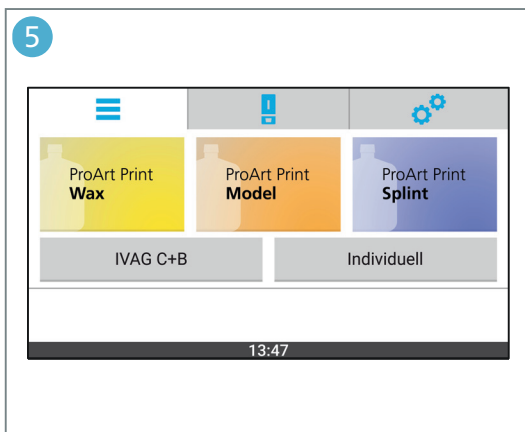 5
ProArt Print
Wax
ProArt Print
Model
ProArt Print
Splint
IVAG C+B
Individuell
13:47